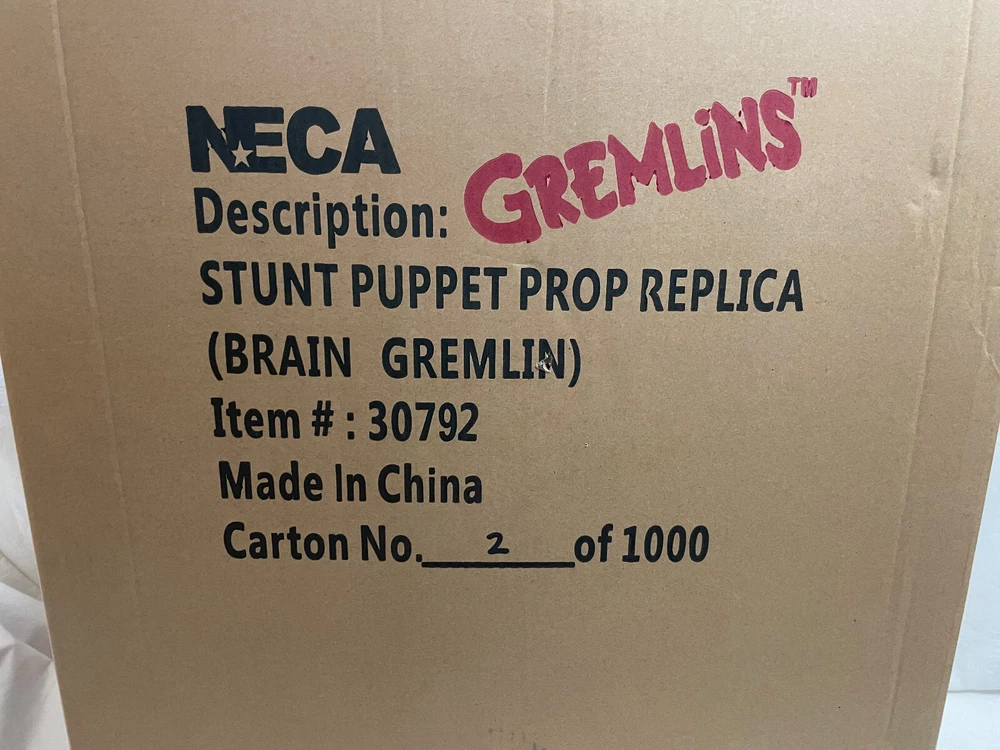 NECA
GREMLiNS™
Description:
STUNT PUPPET PROP REPLICA
(BRAIN GREMLIN)
Item # : 30792
Made In China
Carton No. 2 of 1000